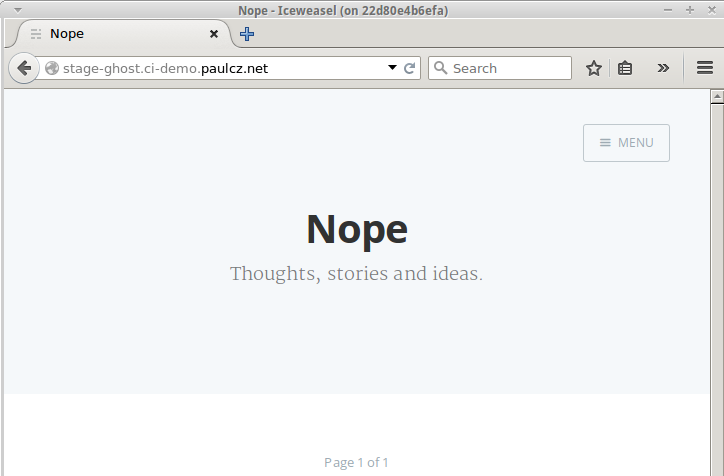 Nope - Iceweasel (on 22d80e4b6efa)
Nope
stage-ghost.ci-demo.paulcz.net
Search
MENU
Nope
Thoughts, stories and ideas.
Page 1 of 1